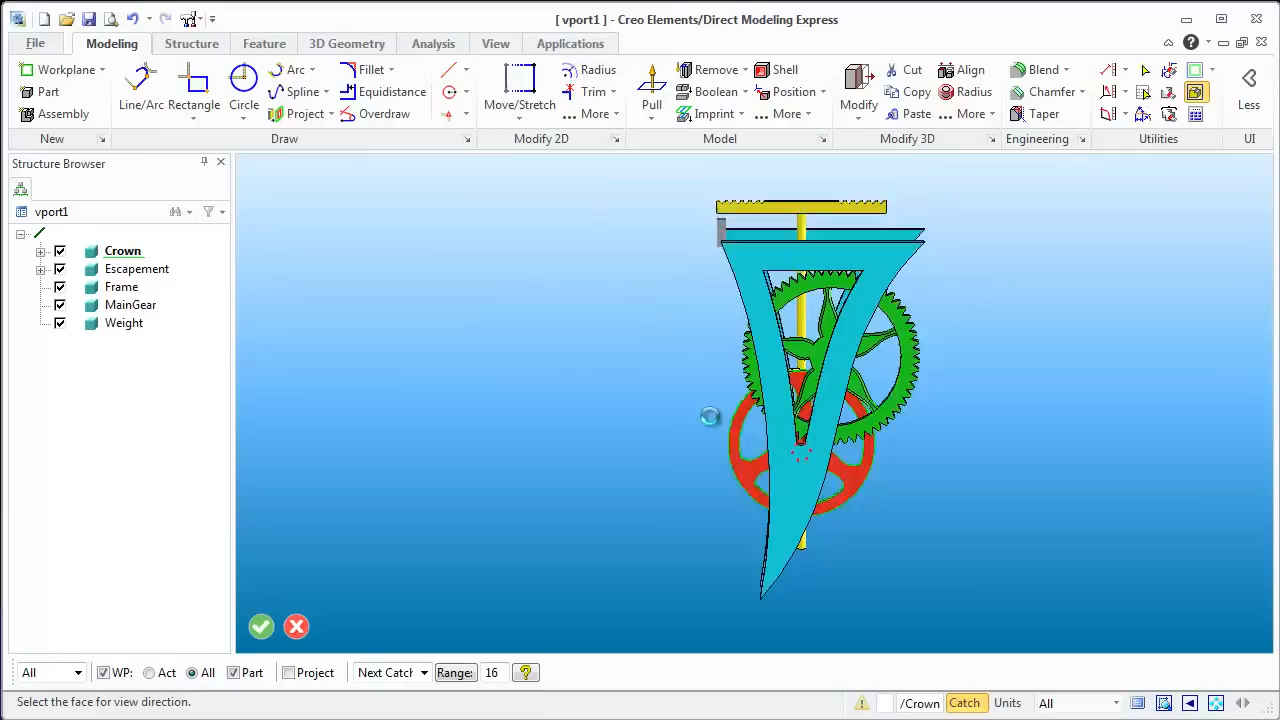 [ vport1 ] - Creo Elements/Direct Modeling Express
File Modeling Structure Feature 3D Geometry Analysis View Applications
Workplane Line/Arc Rectangle Circle Arc Fillet Move/Stretch Radius Pull Remove Shell Modify Cut Align Blend Less
Part Spline Equidistance Trim Boolean Position Copy Radius Chamfer
Assembly Project Overdraw More Imprint More Paste More Taper
New Draw Modify 2D Model Modify 3D Engineering Utilities UI
Structure Browser
vport1
Crown
Escapement
Frame
MainGear
Weight
All WP: Act All Part Project Next Catch Range: 16
Select the face for view direction. /Crown Catch Units All